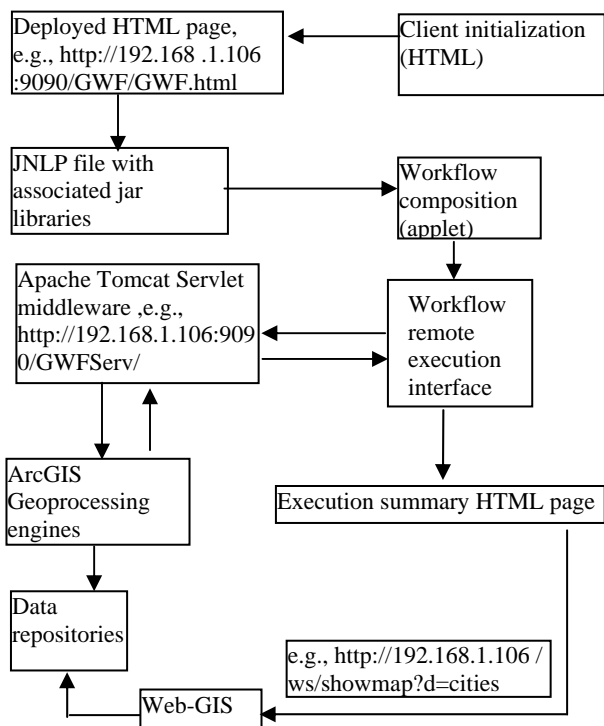 Deployed HTML page,
e.g., http://192.168 .1.106
:9090/GWF/GWF.html
Client initialization
(HTML)
JNLP file with
associated jar
libraries
Workflow
composition
(applet)
Apache Tomcat Servlet
middleware ,e.g.,
http://192.168.1.106:909
0/GWFServ/
Workflow
remote
execution
interface
ArcGIS
Geoprocessing
engines
Execution summary HTML page
Data
repositories
e.g., http://192.168.1.106 /
ws/showmap?d=cities
Web-GIS